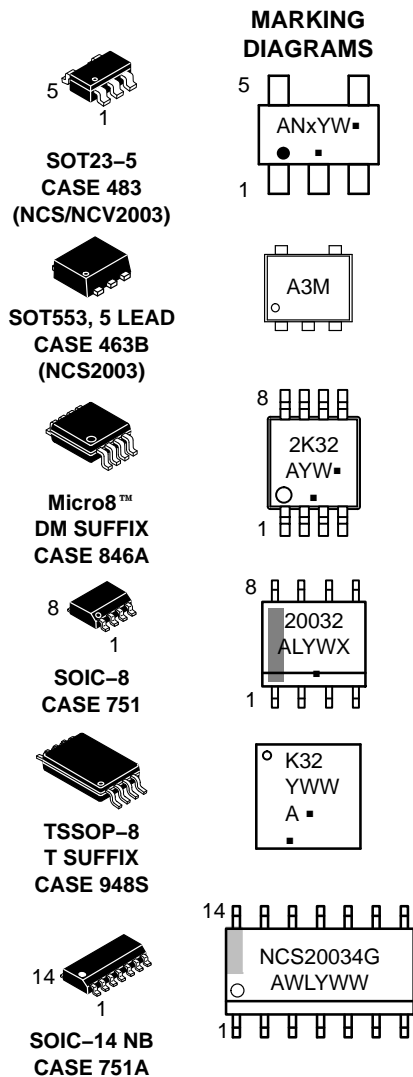 MARKING
DIAGRAMS
5
1
SOT23−5
CASE 483
(NCS/NCV2003)
5
ANxYW▪
▪
1
SOT553, 5 LEAD
CASE 463B
(NCS2003)
A3M
Micro8™
DM SUFFIX
CASE 846A
8
2K32
AYW▪
▪
1
8
1
SOIC−8
CASE 751
8
20032
ALYWX
▪
1
TSSOP−8
T SUFFIX
CASE 948S
K32
YWW
A ▪
▪
14
1
SOIC−14 NB
CASE 751A
14
NCS20034G
AWLYWW
1